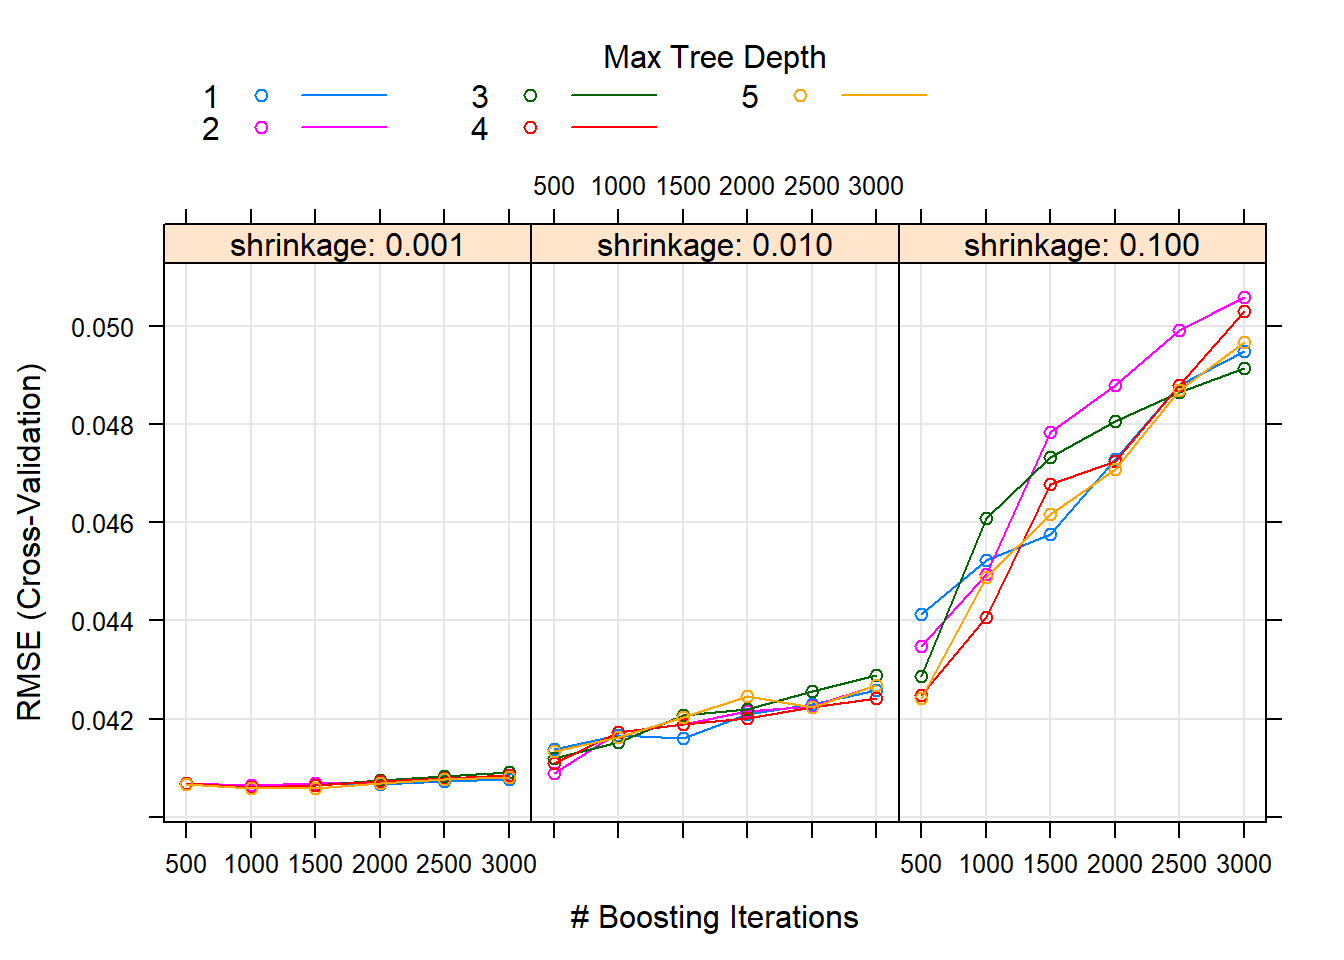 Max Tree Depth
1 3 5
2 4
500 1000 1500 2000 2500 3000
shrinkage: 0.001 shrinkage: 0.010 shrinkage: 0.100
0.050
0.048
0.046
0.044
0.042
RMSE (Cross-Validation)
500 1000 1500 2000 2500 3000 500 1000 1500 2000 2500 3000
# Boosting Iterations